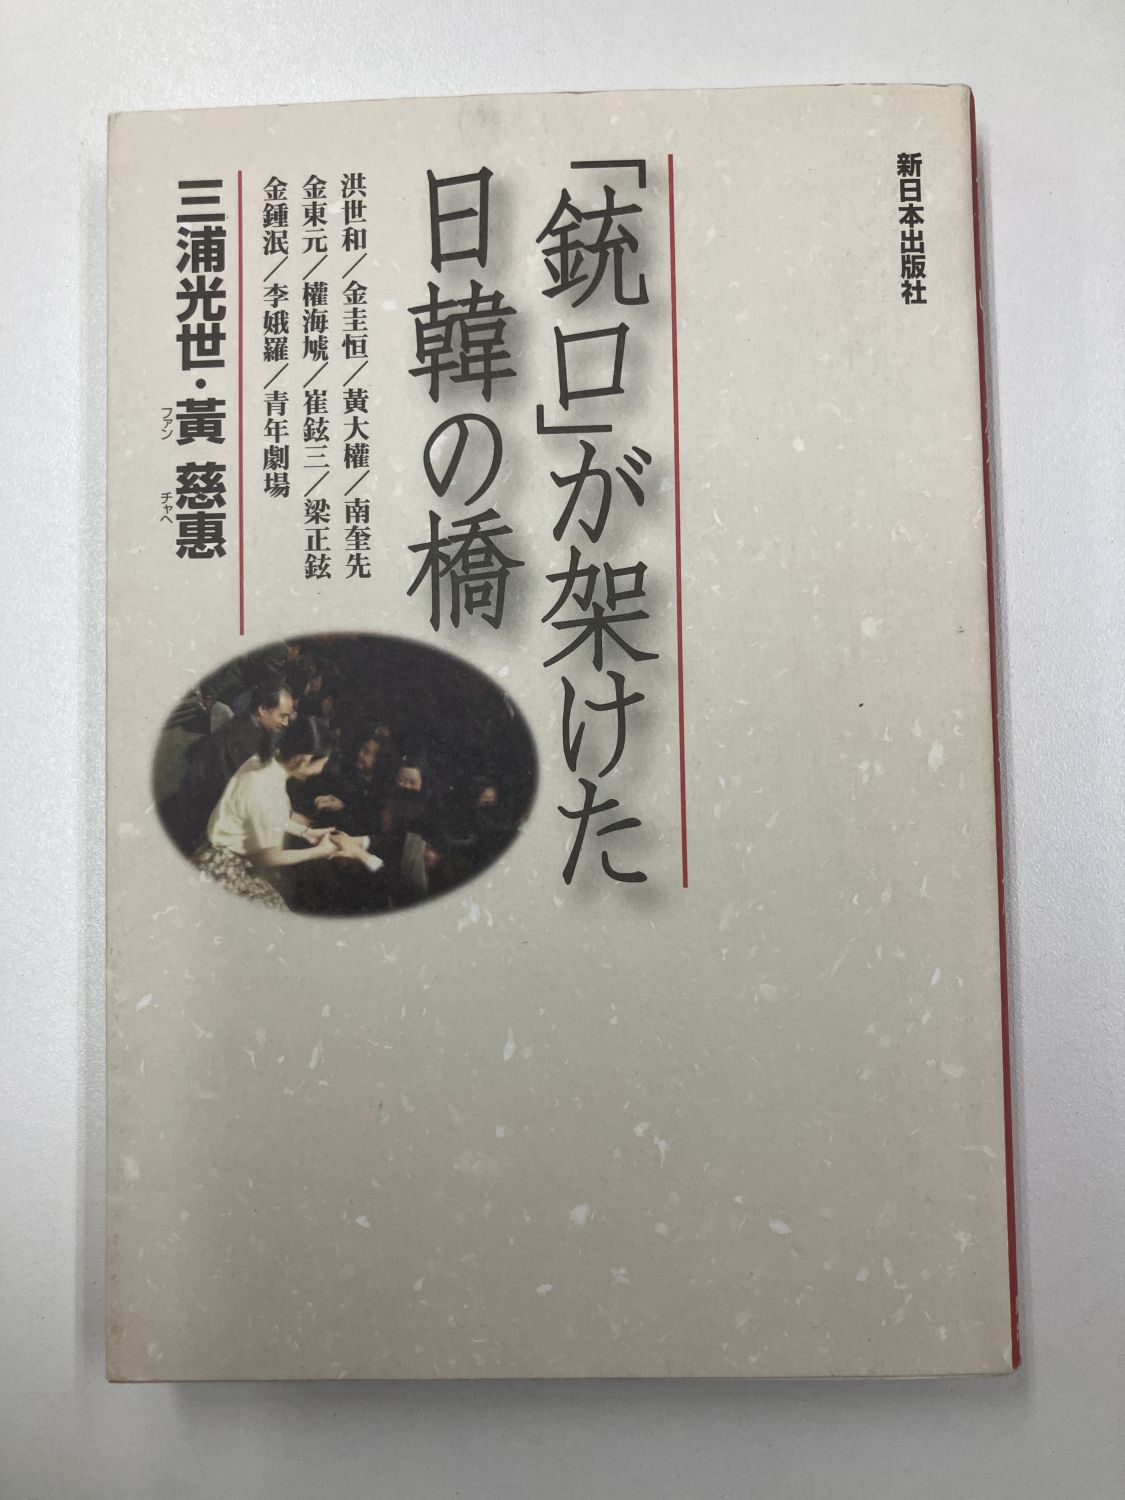 新日本出版社
「銃口」が架けた
日韓の橋
洪世和／金圭恒／黃大權／南奎先
金東元／權海虓／崔鉉三／梁正鉉
金鍾泯／李娥羅／青年劇場
三浦光世・黃 慈惠
ファン チャヘ